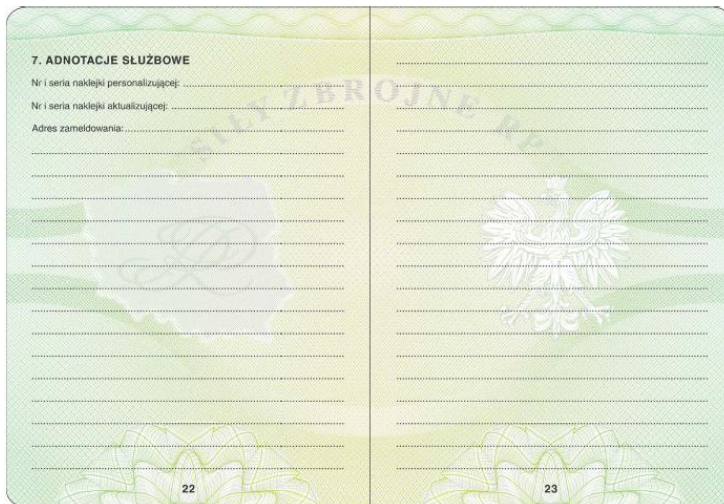 7. ADNOTACJE SŁUŻBOWE
Nr i seria naklejki personalizującej:
Nr i seria naklejki aktualizującej:
Adres zameldowania:
SIŁY ZBROJNE RP
22
23